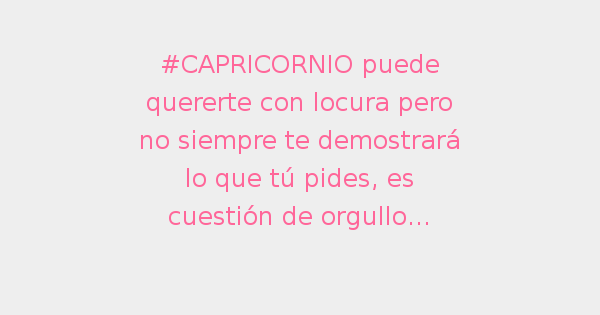 #CAPRICORNIO puede
quererte con locura pero
no siempre te demostrará
lo que tú pides, es
cuestión de orgullo...